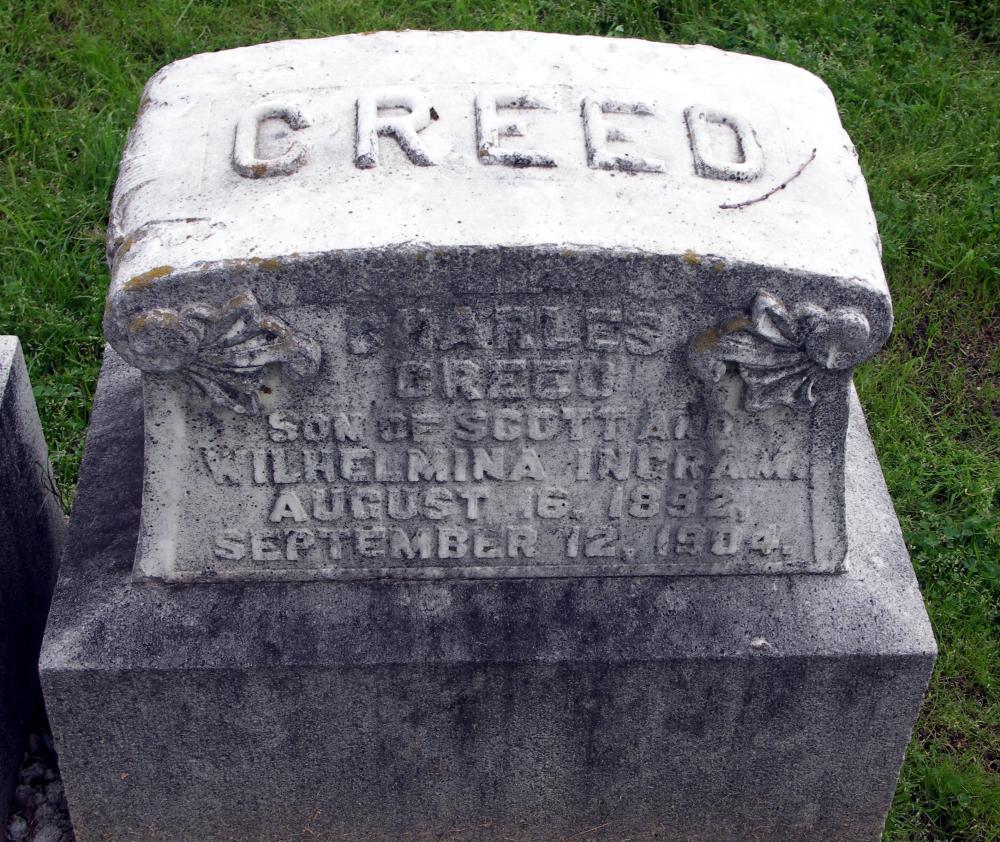 CREED
CHARLES
CREED
SON OF SCOTT AND
WILHELMINA INGRAM.
AUGUST 16, 1892,
SEPTEMBER 12, 1904.